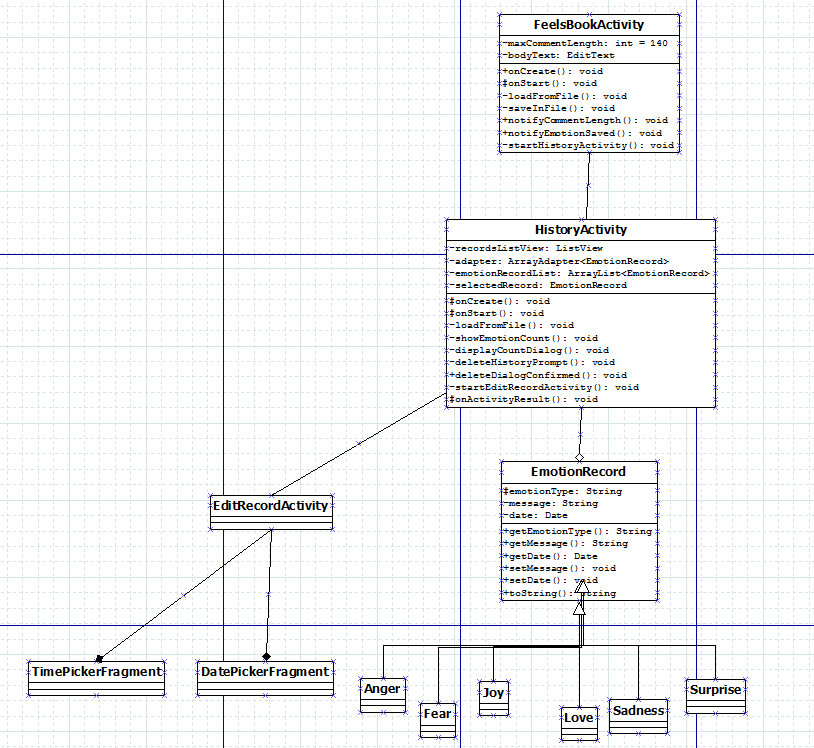 FeelsBookActivity
-maxCommentLength: int = 140
-bodyText: EditText
+onCreate(): void
#onStart(): void
-loadFromFile(): void
-saveInFile(): void
+notifyCommentLength(): void
+notifyEmotionSaved(): void
-startHistoryActivity(): void
HistoryActivity
-recordsListView: ListView
-adapter: ArrayAdapter<EmotionRecord>
-emotionRecordList: ArrayList<EmotionRecord>
-selectedRecord: EmotionRecord
#onCreate(): void
#onStart(): void
-loadFromFile(): void
-showEmotionCount(): void
-displayCountDialog(): void
-deleteHistoryPrompt(): void
+deleteDialogConfirmed(): void
-startEditRecordActivity(): void
#onActivityResult(): void
EmotionRecord
#emotionType: String
-message: String
-date: Date
+getEmotionType(): String
+getMessage(): String
+getDate(): Date
+setMessage(): void
+setDate(): void
+toString(): String
EditRecordActivity
TimePickerFragment
DatePickerFragment
Anger
Fear
Joy
Love
Sadness
Surprise